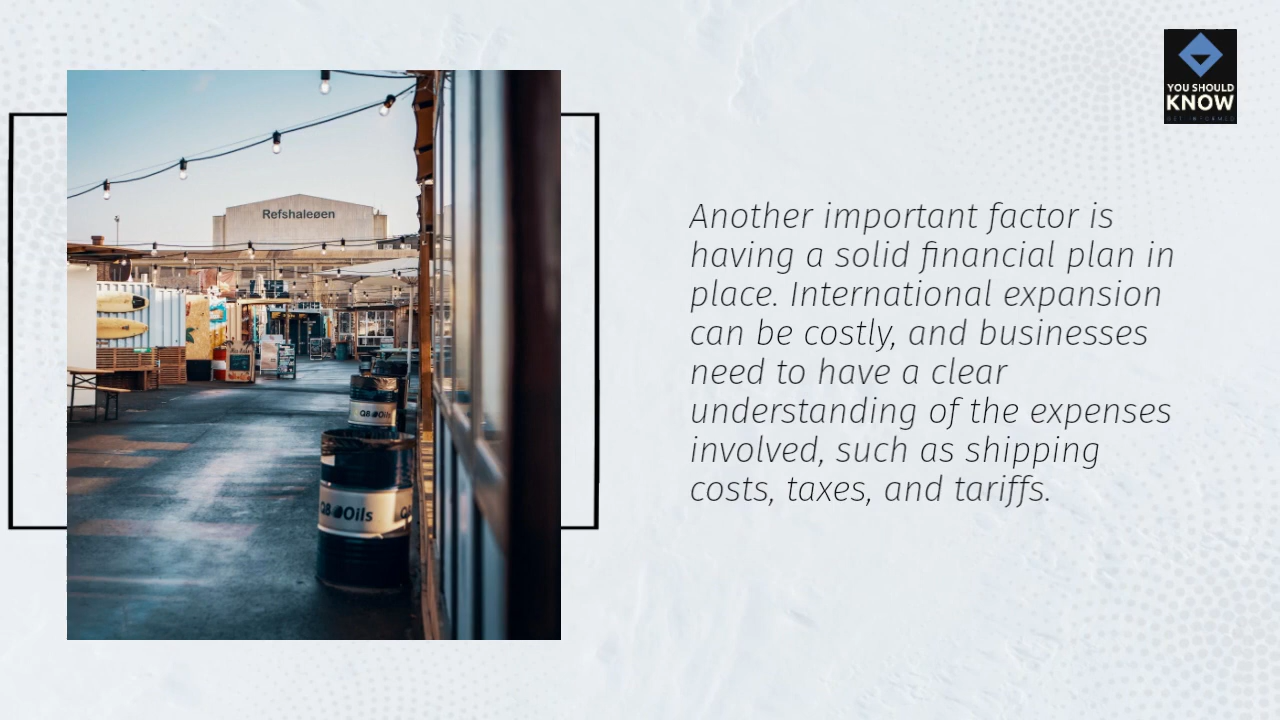 YOU SHOULD
KNOW
GET INFORMED
Refshaleøen
Q8 Oils
Q8 Oils
Another important factor is
having a solid financial plan in
place. International expansion
can be costly, and businesses
need to have a clear
understanding of the expenses
involved, such as shipping
costs, taxes, and tariffs.